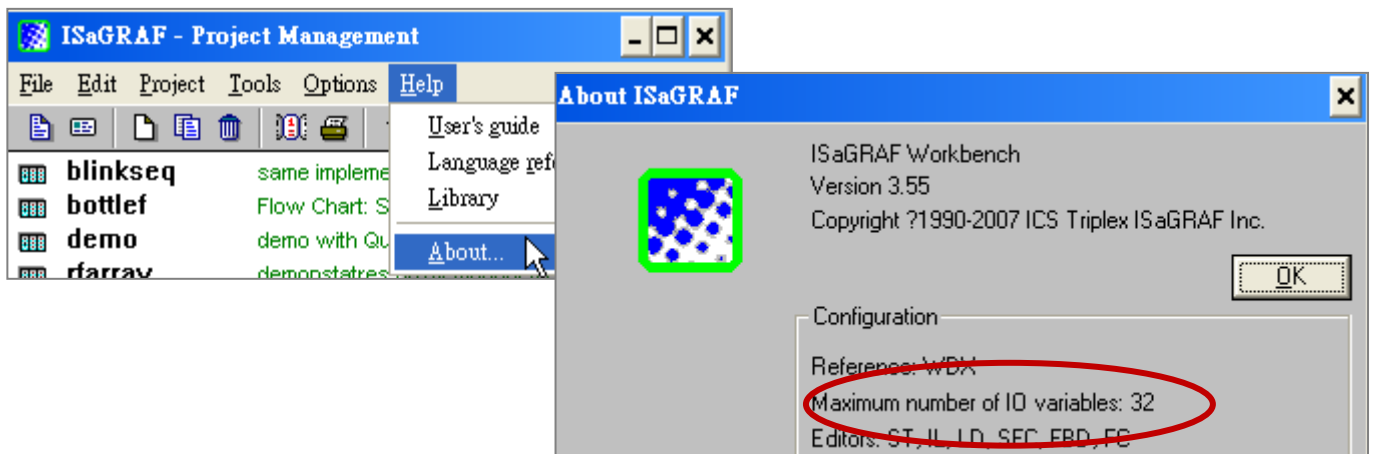 ISaGRAF - Project Management
File Edit Project Tools Options Help
User's guide
Language
Library
About...
blinkseq same
bottlef Flow Chart: S
demo demo with
rfarray
About ISaGRAF
ISaGRAF Workbench
Version 3.55
Copyright ?1990-2007 ICS Triplex ISaGRAF Inc.
OK
Configuration
Reference: WDX
Maximum number of IO variables: 32
Editors: ST, IL, LD, SFC, FBD, FC